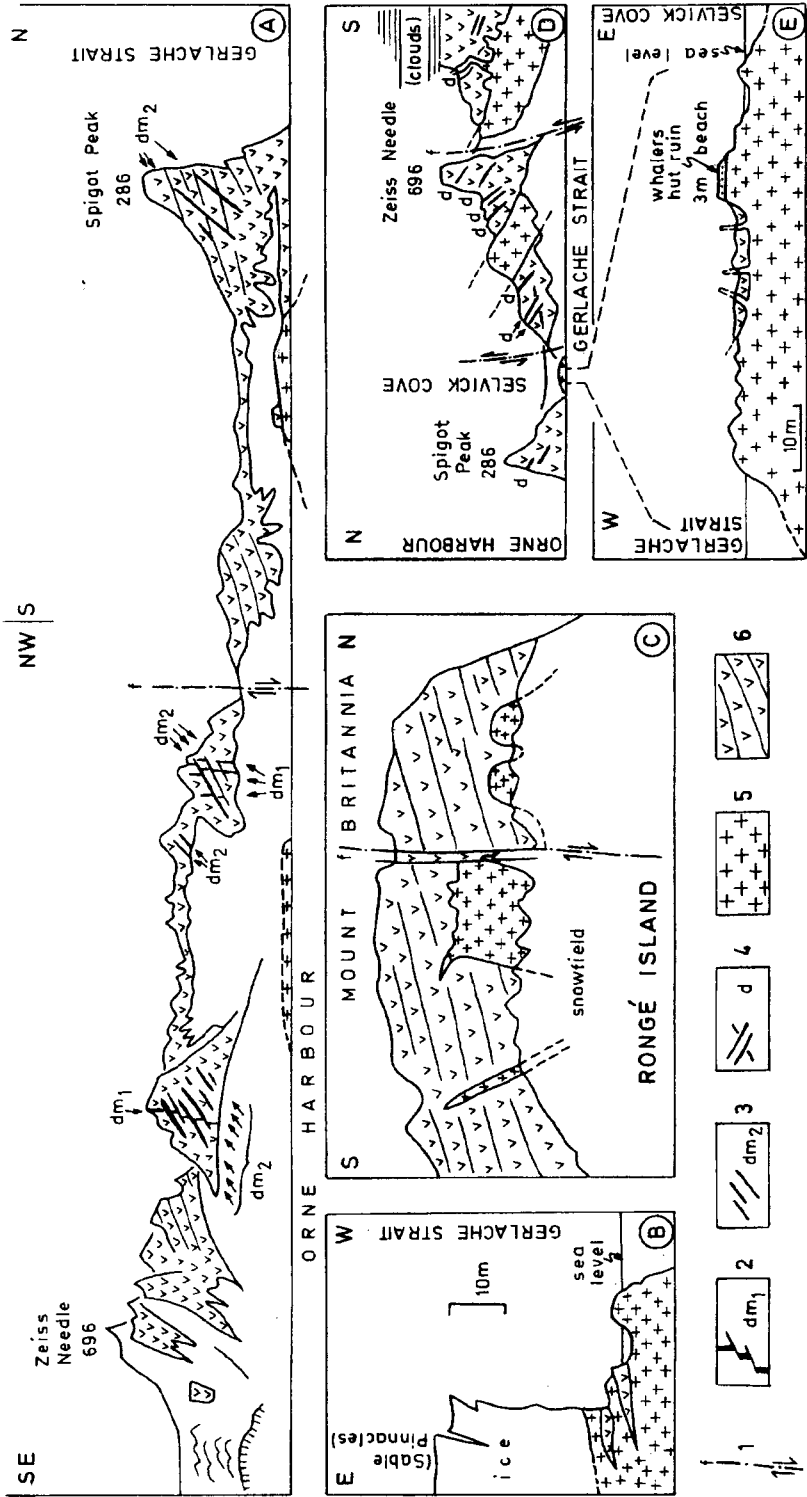 SE
NW | S
N
A
Zeiss
Needle
696
dm1
dm2
dm2
dm2
dm1
f
Spigot Peak
286
dm2
GERLACHE STRAIT
ORNE HARBOUR
E
W
B
(Sable
Pinnacles)
ice
10m
sea
level
GERLACHE STRAIT
S
MOUNT
f
BRITANNIA
N
C
snowfield
RONGÉ ISLAND
N
S
D
ORNE HARBOUR
Spigot
Peak
286
d
SELVICK COVE
d
d
d
d
d
d
Zeiss Needle
696
f
d
(clouds)
GERLACHE STRAIT
W
E
E
GERLACHE
STRAIT
10m
whalers
hut ruin
3m beach
sea
level
SELVICK COVE
f
1
dm1
2
dm2
3
d
4
5
6